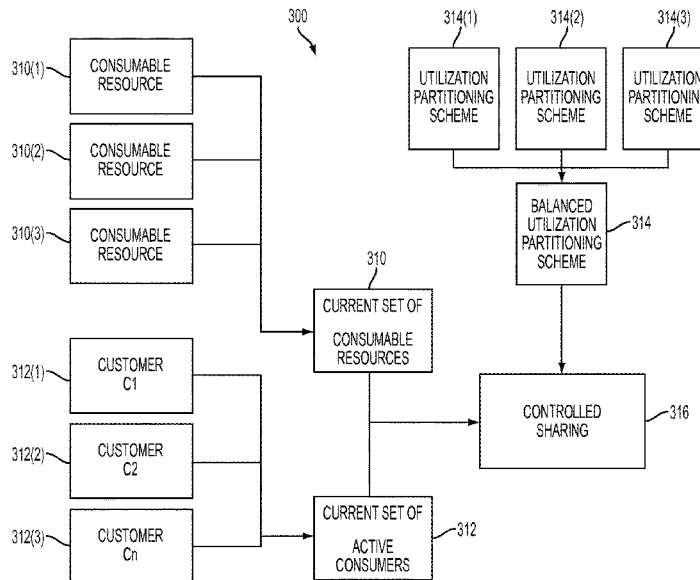 300
314(1)
314(2)
314(3)
310(1)
CONSUMABLE
RESOURCE
310(2)
CONSUMABLE
RESOURCE
310(3)
CONSUMABLE
RESOURCE
UTILIZATION
PARTITIONING
SCHEME
UTILIZATION
PARTITIONING
SCHEME
UTILIZATION
PARTITIONING
SCHEME
BALANCED
UTILIZATION
PARTITIONING
SCHEME
314
310
CURRENT SET OF
CONSUMABLE
RESOURCES
312(1)
CUSTOMER
C1
312(2)
CUSTOMER
C2
312(3)
CUSTOMER
Cn
CONTROLLED
SHARING
316
CURRENT SET OF
ACTIVE
CONSUMERS
312